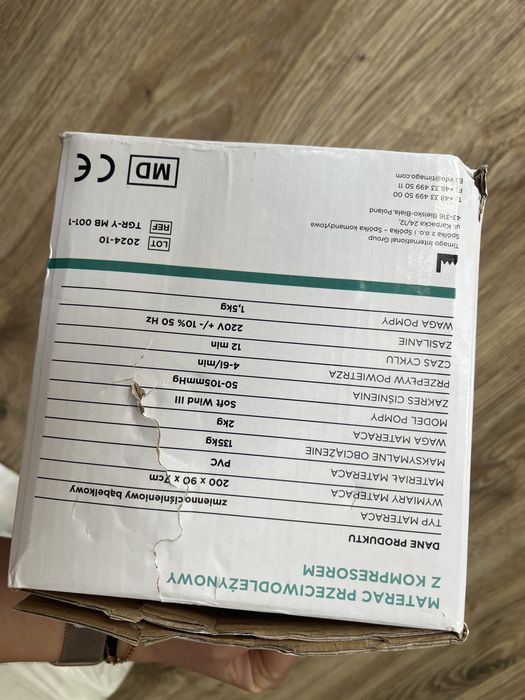 MATERAC PRZECIWODLEŻYNOWY
Z KOMPRESOREM
DANE PRODUKTU
TYP MATERACA zmiennociśnieniowy bąbelkowy
WYMIARY MATERACA 200 x 90 x 7cm
MATERIAŁ MATERACA PVC
MAKSYMALNE OBCIĄŻENIE 135kg
WAGA MATERACA 2kg
MODEL POMPY Soft Wind III
ZAKRES CIŚNIENIA 50-105mmHg
PRZEPŁYW POWIETRZA 4-6l/min
CZAS CYKLU 12 min
ZASILANIE 220V +/- 10% 50 Hz
WAGA POMPY 1,5kg
Timago International Group
Spółka z o.o. i Spółka - Spółka komandytowa
ul. Karpacka 24/12,
43-316 Bielsko-Biała, Poland
T: +48 33 499 50 00
F: +48 33 499 50 11
E: info@timago.com
LOT 2024-10
REF TGR-Y MB 001-1
MD CE